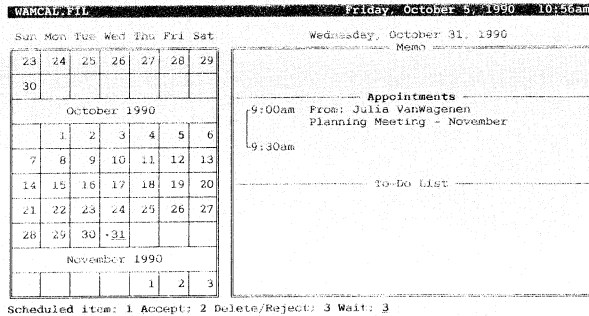 WAMCAL.FIL Friday, October 5, 1990 10:56am
Sun Mon Tue Wed Thu Fri Sat
23 24 25 26 27 28 29
30
October 1990
1 2 3 4 5 6
7 8 9 10 11 12 13
14 15 16 17 18 19 20
21 22 23 24 25 26 27
28 29 30 •31
November 1990
1 2 3
Wednesday, October 31, 1990
Memo
Appointments
9:00am From: Julia VanWagenen
Planning Meeting - November
9:30am
To-Do List
Scheduled item: 1 Accept; 2 Delete/Reject; 3 Wait: 3